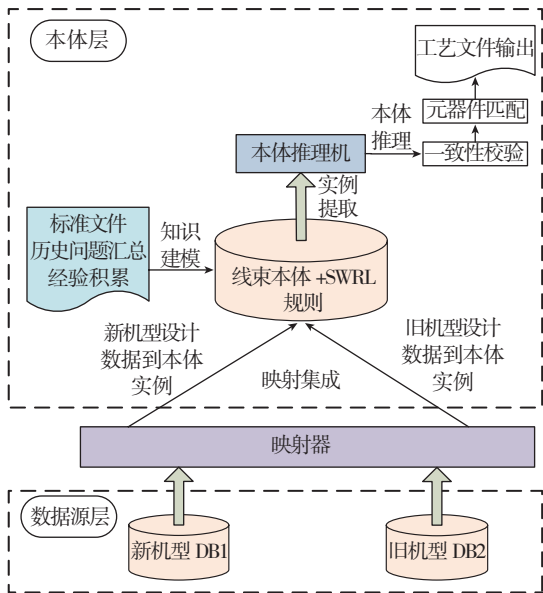 本体层
工艺文件输出
元器件匹配
一致性校验
本体
推理
本体推理机
实例
提取
标准文件
历史问题汇总
经验积累
知识
建模
线束本体 +SWRL
规则
新机型设计
数据到本体
实例
映射集成
旧机型设计
数据到本体
实例
映射器
数据源层
新机型 DB1
旧机型 DB2